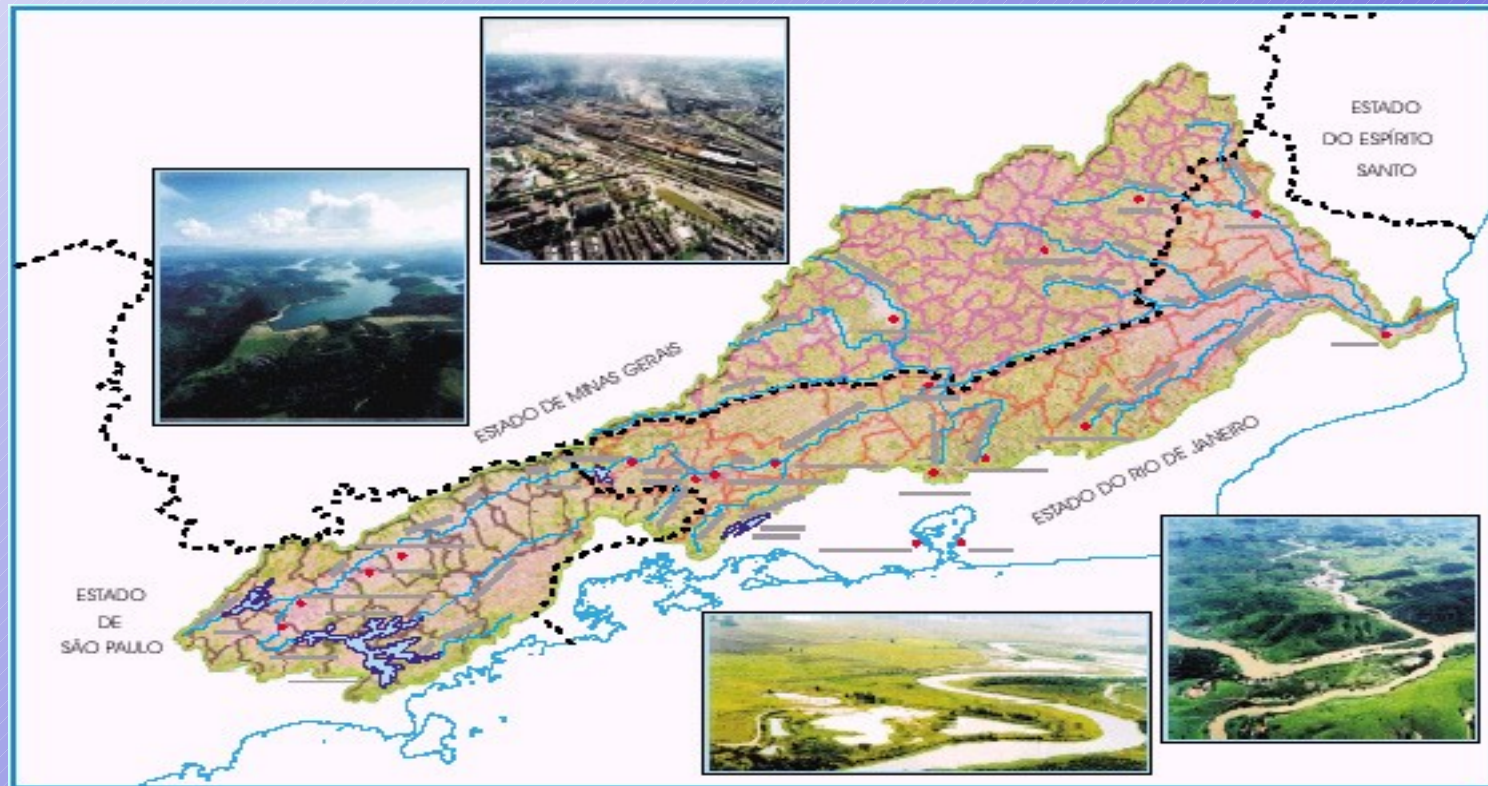 ESTADO
DO ESPÍRITO
SANTO
ESTADO DE MINAS GERAIS
ESTADO DO RIO DE JANEIRO
ESTADO
DE
SÃO PAULO